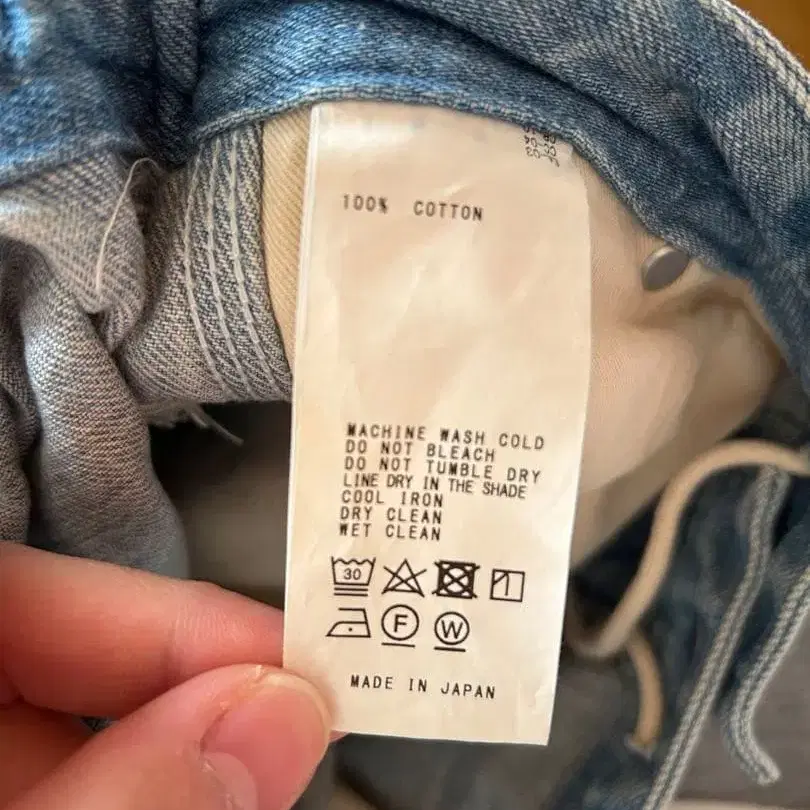 100% COTTON
MACHINE WASH COLD
DO NOT BLEACH
DO NOT TUMBLE DRY
LINE DRY IN THE SHADE
COOL IRON
DRY CLEAN
WET CLEAN
30
F W
MADE IN JAPAN